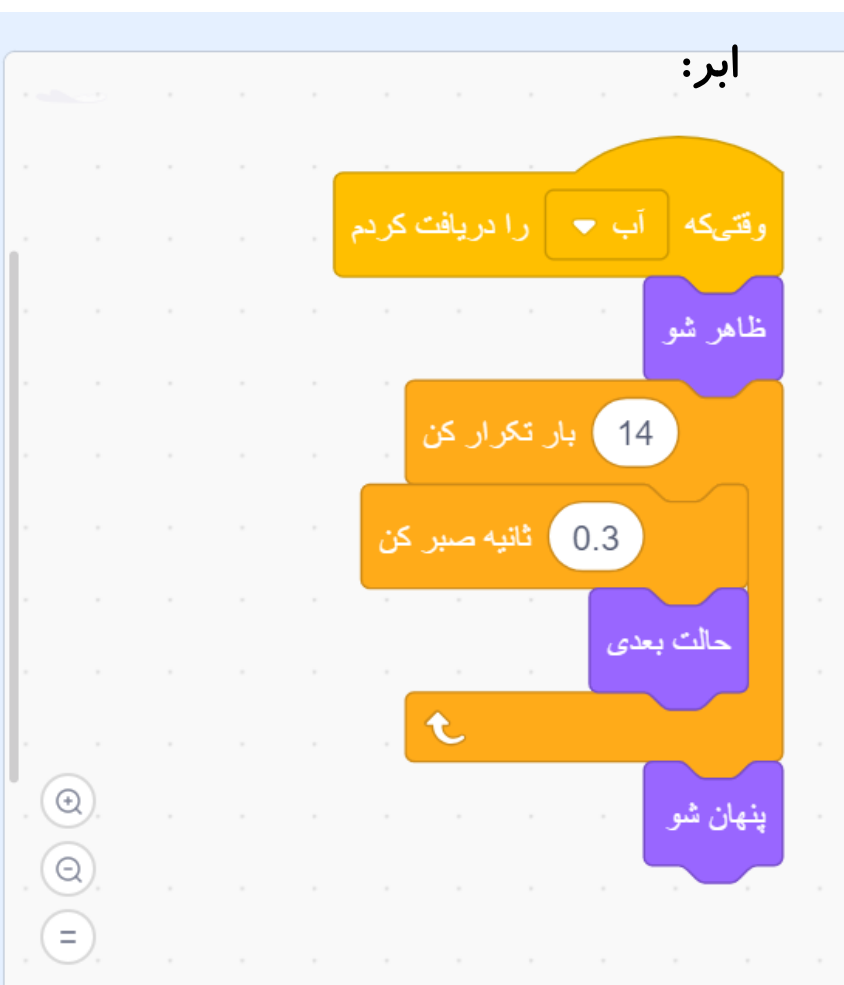 ابر:
وقتی‌که آب را دریافت کردم
ظاهر شو
14 بار تکرار کن
0.3 ثانیه صبر کن
حالت بعدی
پنهان شو